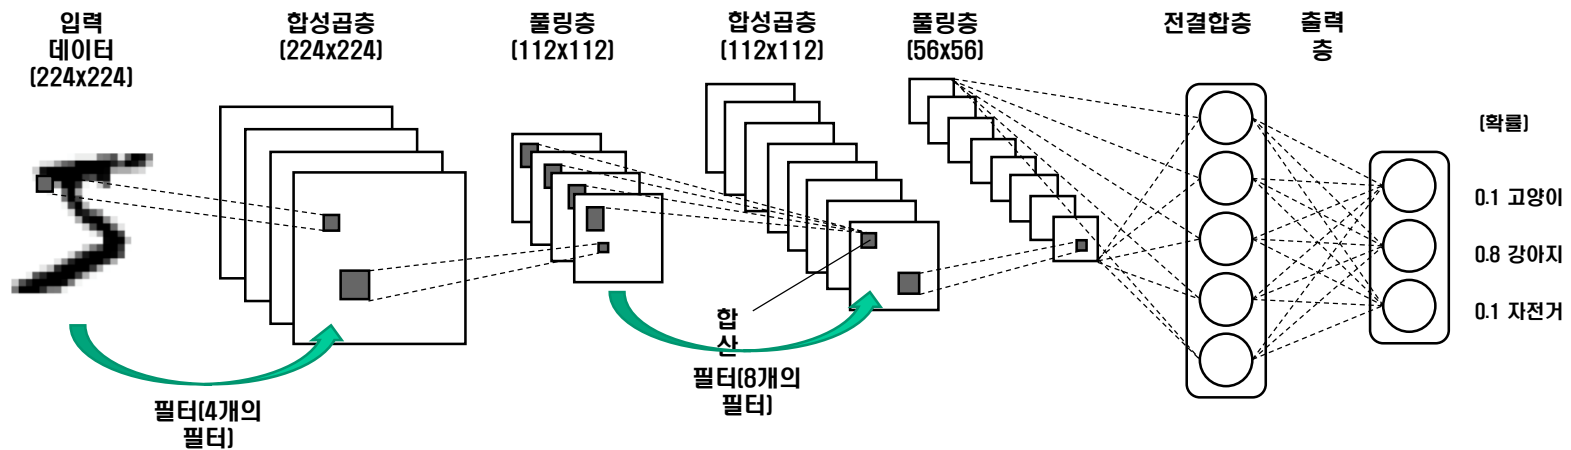 입력
데이터
(224x224)
합성곱층
(224x224)
풀링층
(112x112)
합성곱층
(112x112)
풀링층
(56x56)
전결합층
출력
층
(확률)
0.1 고양이
0.8 강아지
0.1 자전거
합
산
필터(8개의
필터)
필터(4개의
필터)